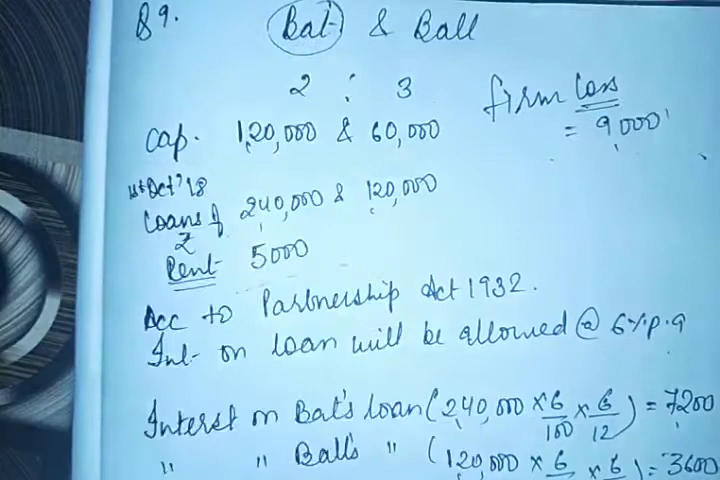 Q9. Bat & Ball
2 : 3 firm Loss
Cap. 1,20,000 & 60,000 = 9,000
1st Oct'18
Loans of 240,000 & 120,000
Rent 5000
Acc to Partnership Act 1932.
Int- on loan will be allowed @ 6% p.a
Interest on Bat's loan (240,000 × 6/100 × 6/12) = 7200
" " Ball's " (120,000 × 6 × 6) = 3600